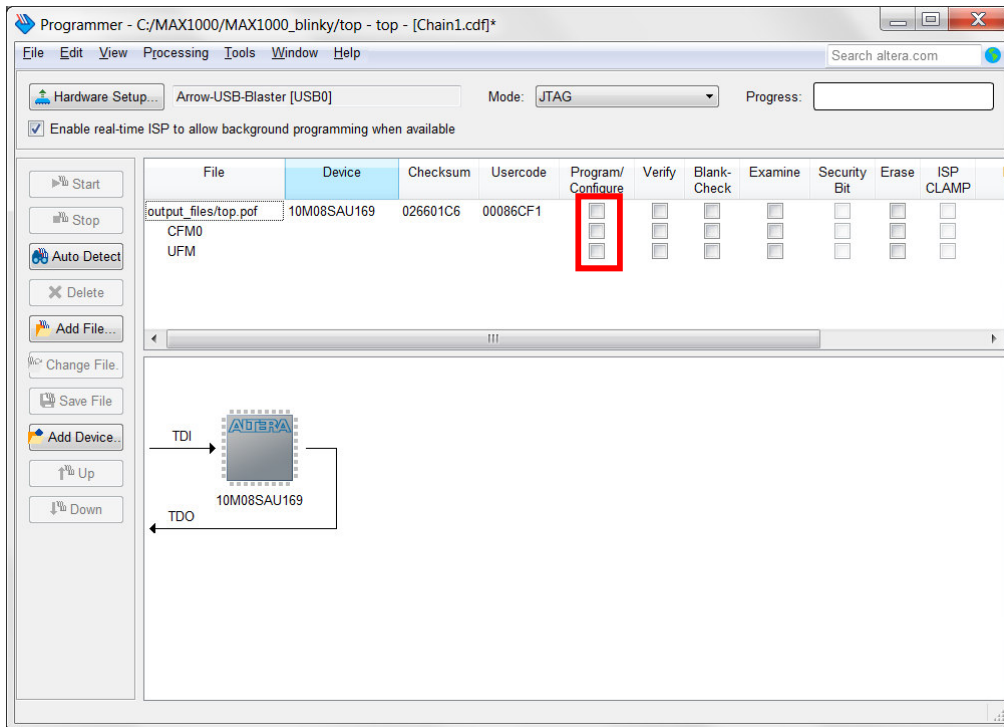 Programmer - C:/MAX1000/MAX1000_blinky/top - top - [Chain1.cdf]*
File Edit View Processing Tools Window Help
Search altera.com
Hardware Setup... Arrow-USB-Blaster [USB0] Mode: JTAG Progress:
Enable real-time ISP to allow background programming when available
File Device Checksum Usercode Program/ Configure Verify Blank- Check Examine Security Bit Erase ISP CLAMP
output_files/top.pof 10M08SAU169 026601C6 00086CF1
CFM0
UFM
Start
Stop
Auto Detect
Delete
Add File...
Change File.
Save File
Add Device..
Up
Down
TDI
ALTERA
10M08SAU169
TDO